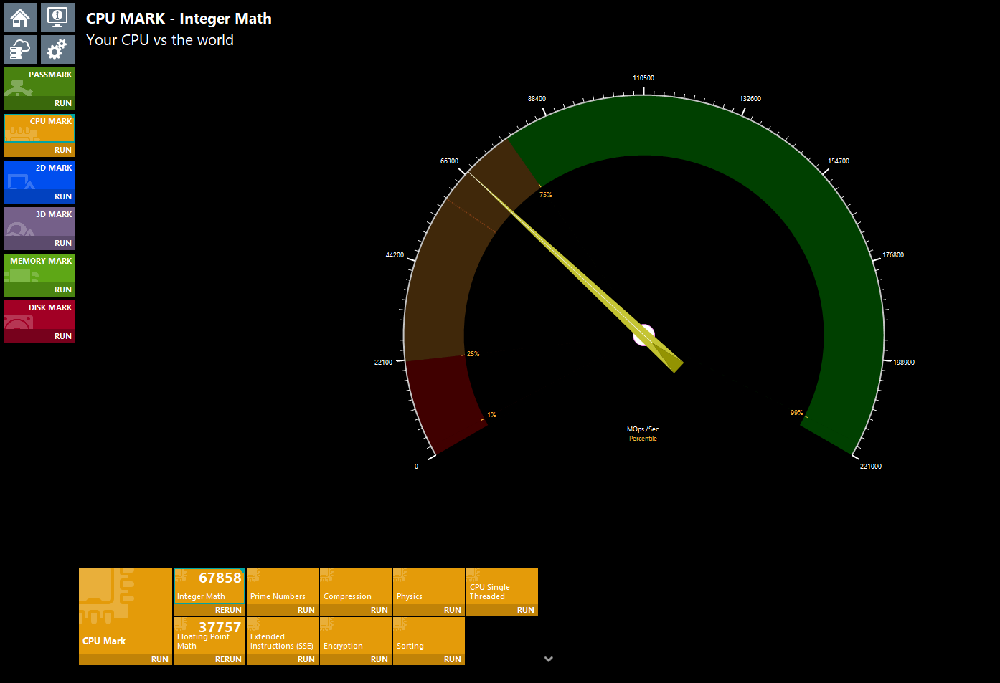 CPU MARK - Integer Math
Your CPU vs the world
PASSMARK
RUN
CPU MARK
RUN
2D MARK
RUN
3D MARK
RUN
MEMORY MARK
RUN
DISK MARK
RUN
0
22100
44200
66300
88400
110500
132600
154700
176800
198900
221000
1%
25%
75%
99%
MOps./Sec.
Percentile
CPU Mark
RUN
67858
Integer Math
RERUN
Prime Numbers
RUN
Compression
RUN
Physics
RUN
CPU Single
Threaded
RUN
37757
Floating Point
Math
RERUN
Extended
Instructions (SSE)
RUN
Encryption
RUN
Sorting
RUN